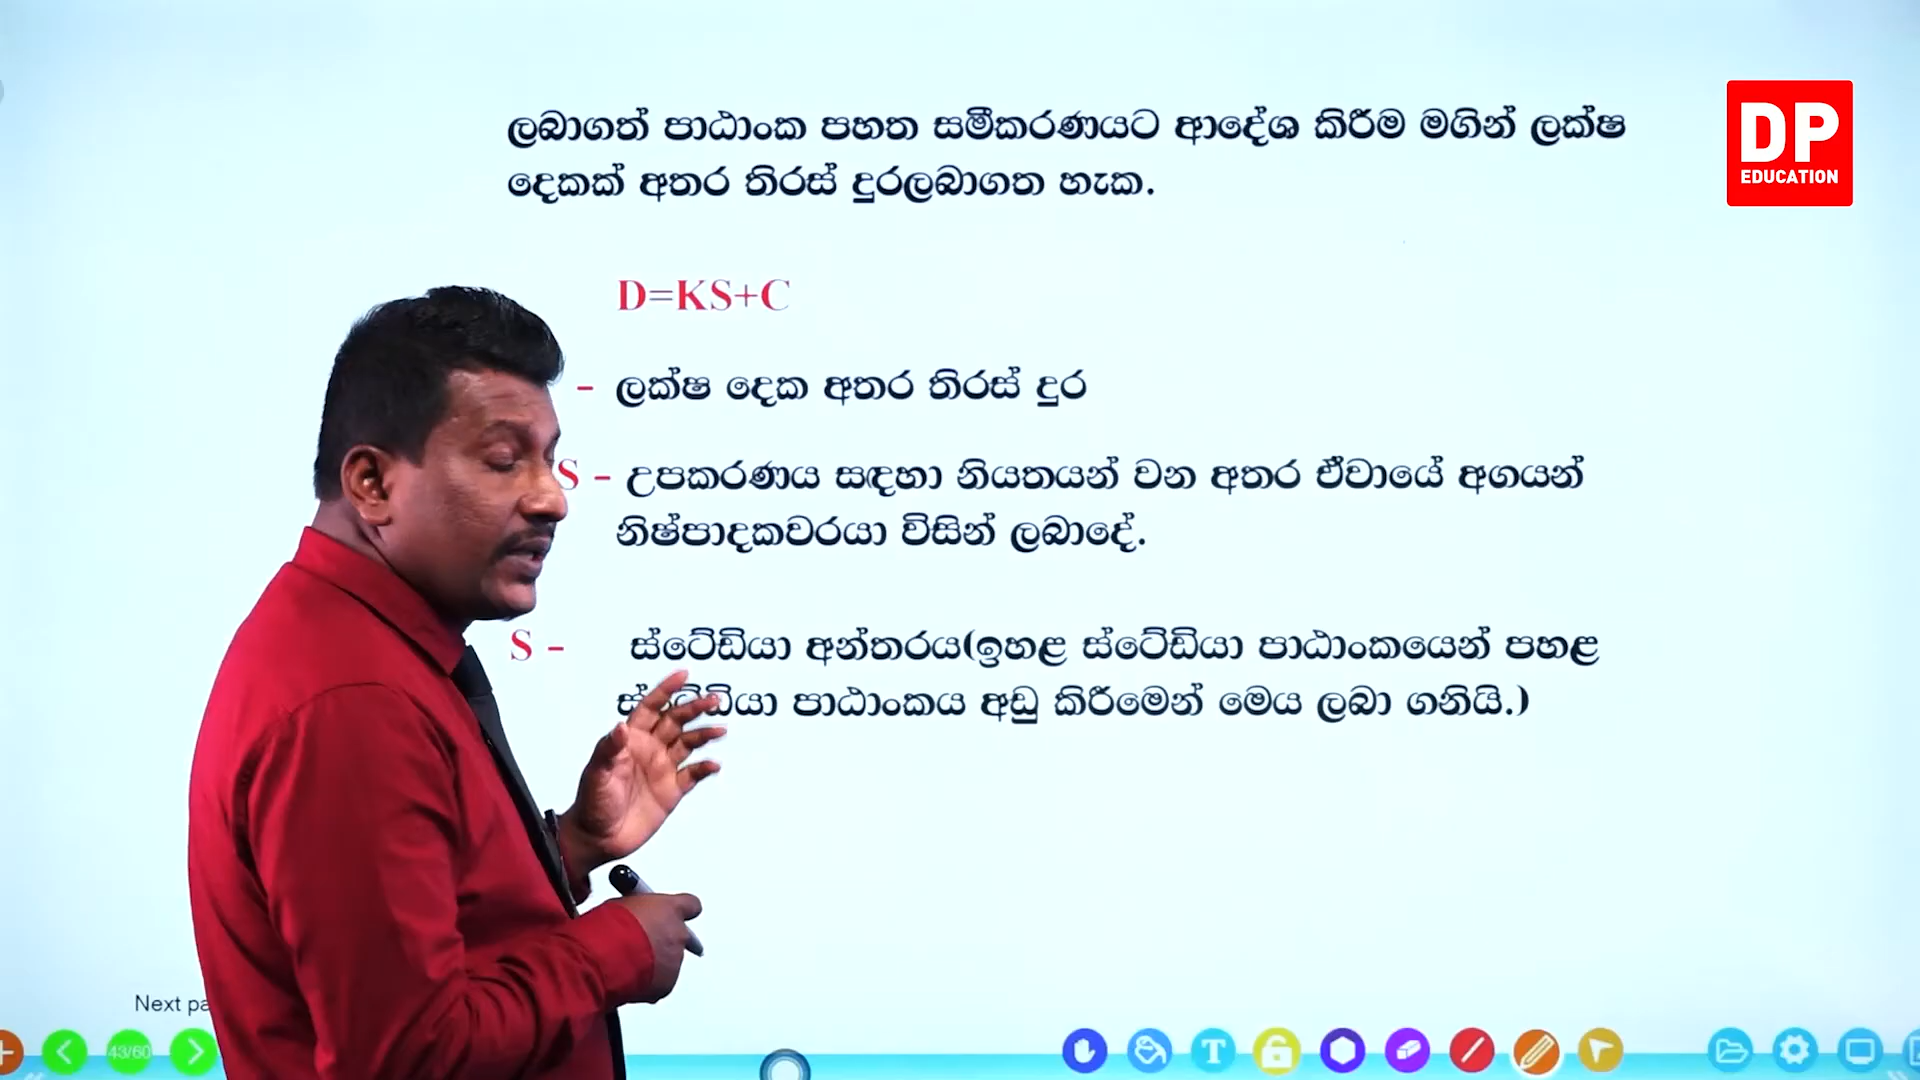 ලබාගත් පාඨාංක පහත සමීකරණයට ආදේශ කිරීම මගින් ලක්ෂ
දෙකක් අතර තිරස් දුරලබාගත හැක.
DP
EDUCATION
D=KS+C
- ලක්ෂ දෙක අතර තිරස් දුර
S - උපකරණය සඳහා නියතයන් වන අතර ඒවායේ අගයන්
නිෂ්පාදකවරයා විසින් ලබාදේ.
S - ස්ටේඩියා අන්තරය(ඉහළ ස්ටේඩියා පාඨාංකයෙන් පහළ
ස්ටේඩියා පාඨාංකය අඩු කිරීමෙන් මෙය ලබා ගනියි.)
Next pa
43/60
T